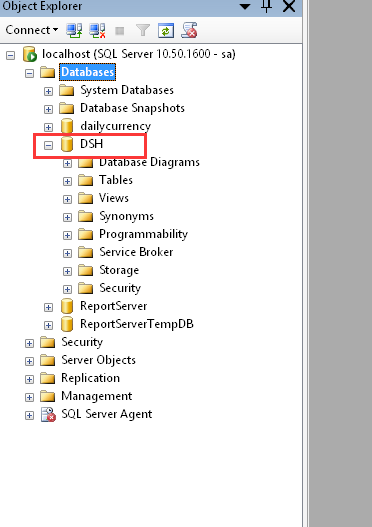 Object Explorer
Connect
localhost (SQL Server 10.50.1600 - sa)
Databases
System Databases
Database Snapshots
dailycurrency
DSH
Database Diagrams
Tables
Views
Synonyms
Programmability
Service Broker
Storage
Security
ReportServer
ReportServerTempDB
Security
Server Objects
Replication
Management
SQL Server Agent